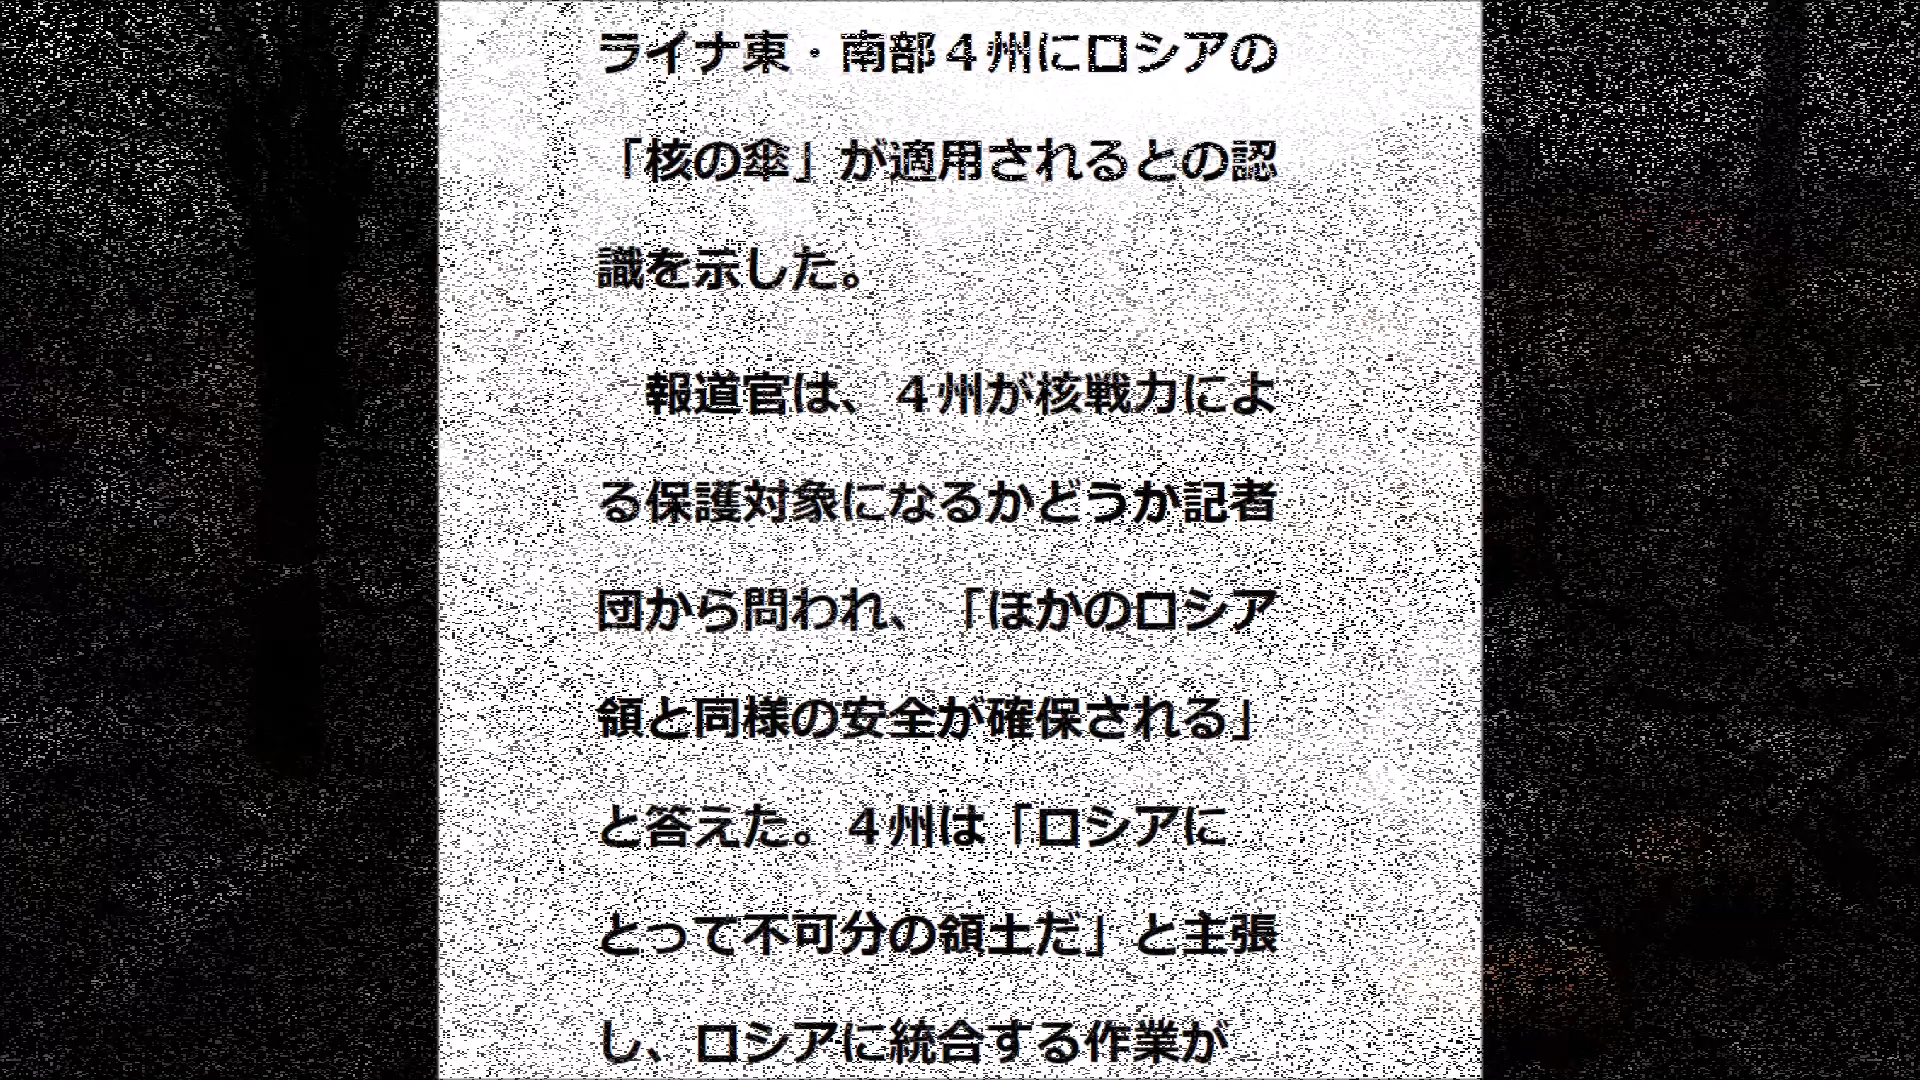 ライナ東・南部４州にロシアの
「核の傘」が適用されるとの認
識を示した。
報道官は、４州が核戦力によ
る保護対象になるかどうか記者
団から問われ、「ほかのロシア
領と同様の安全が確保される」
と答えた。４州は「ロシアに
とって不可分の領土だ」と主張
し、ロシアに統合する作業が